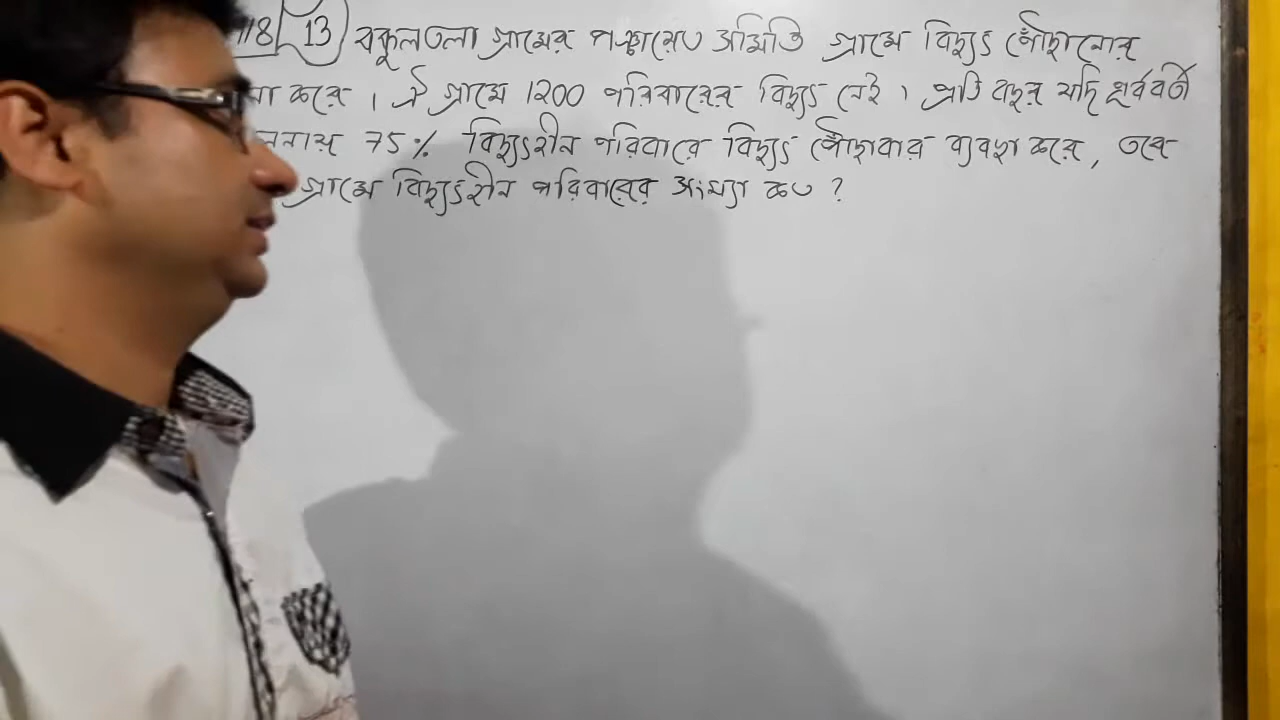 118 13 বকুলতলা গ্রামের পঞ্চায়েত সমিতি গ্রামে বিদ্যুৎ পৌঁছানোর
করে । ঐ গ্রামে 1200 পরিবারের বিদ্যুৎ নেই । প্রতি বছর যদি পূর্ববর্তী
75% বিদ্যুৎহীন পরিবারে বিদ্যুৎ পৌঁছাবার ব্যবস্থা করে, তবে
গ্রামে বিদ্যুৎহীন পরিবারের সংখ্যা কত ?